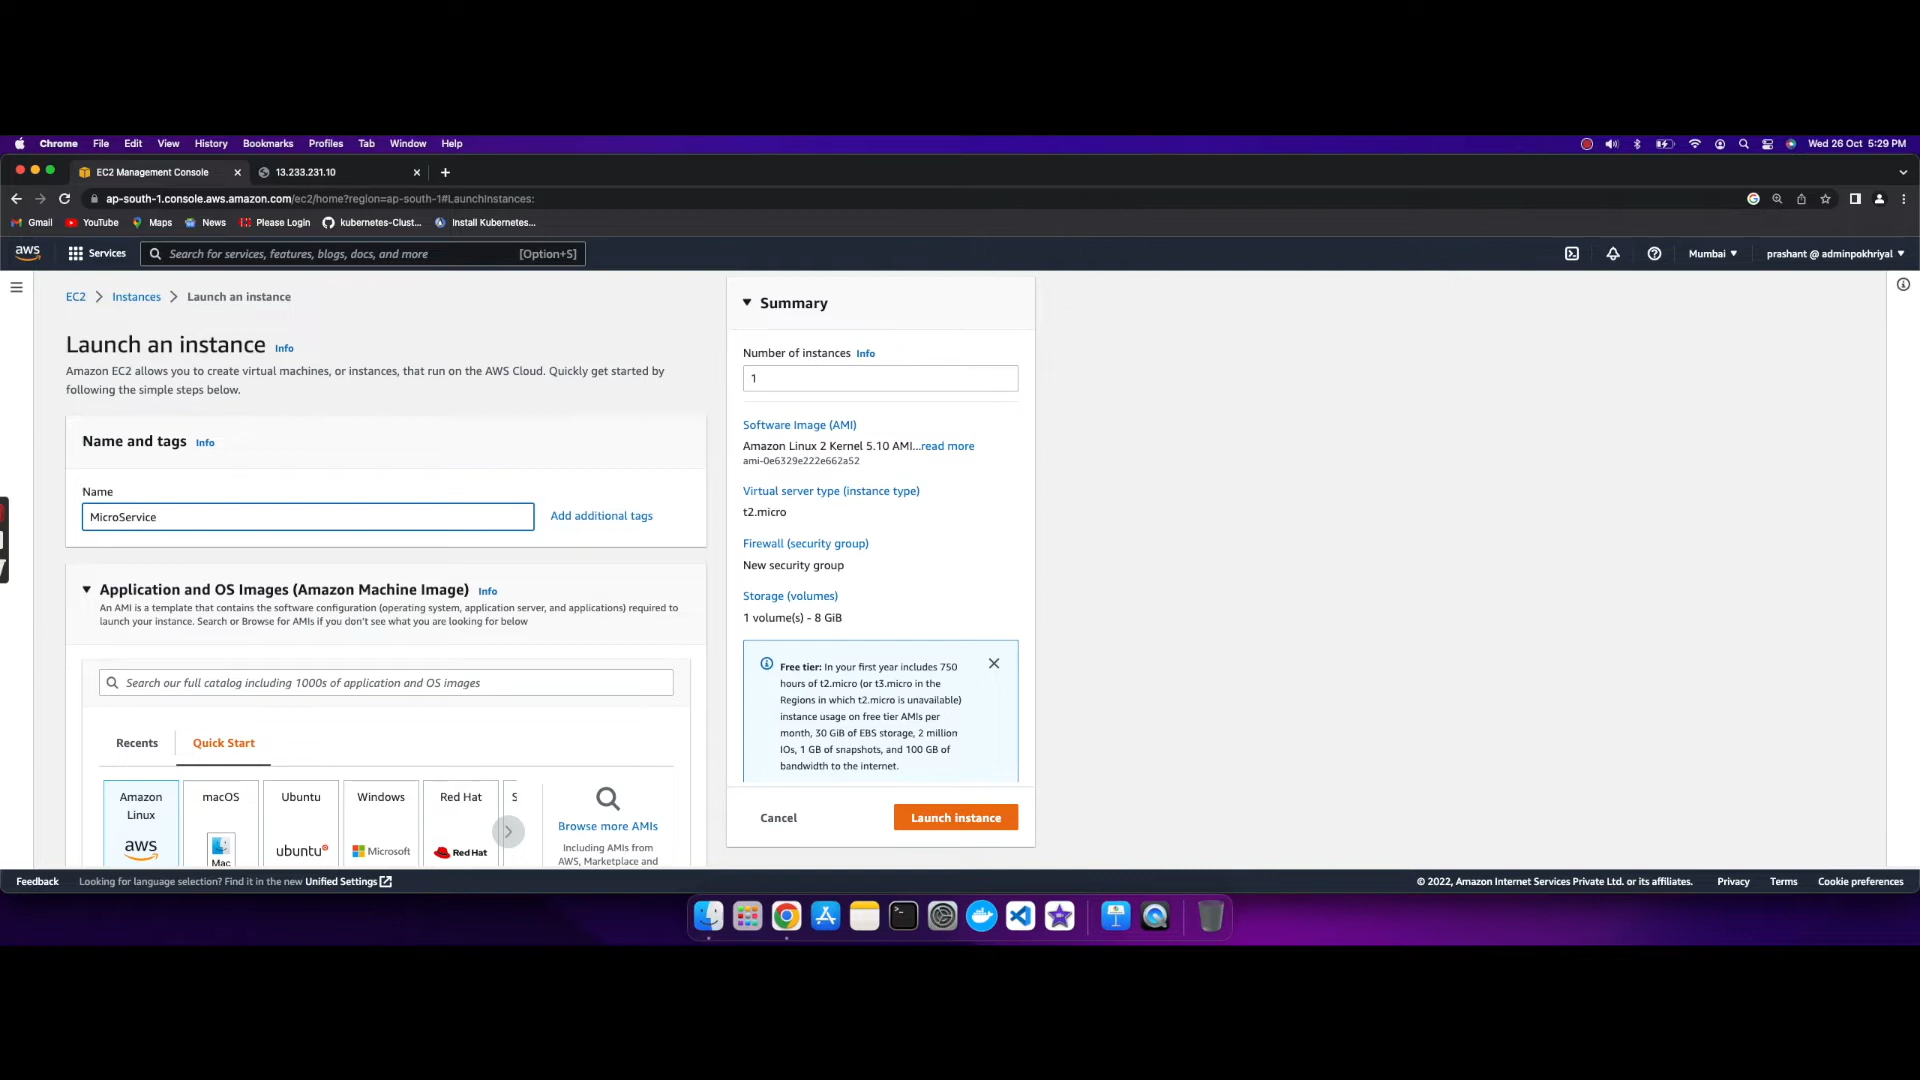 Chrome File Edit View History Bookmarks Profiles Tab Window Help
Wed 26 Oct 5:29 PM
EC2 Management Console
13.233.231.10
ap-south-1.console.aws.amazon.com/ec2/home?region=ap-south-1#LaunchInstances:
Gmail YouTube Maps News Please Login kubernetes-Clust... Install Kubernetes...
aws Services Search for services, features, blogs, docs, and more [Option+S] Mumbai prashant @ adminpokhriyal
EC2 Instances Launch an instance
Launch an instance Info
Amazon EC2 allows you to create virtual machines, or instances, that run on the AWS Cloud. Quickly get started by
following the simple steps below.
Name and tags Info
Name
MicroService
Add additional tags
Application and OS Images (Amazon Machine Image) Info
An AMI is a template that contains the software configuration (operating system, application server, and applications) required to
launch your instance. Search or Browse for AMIs if you don't see what you are looking for below
Search our full catalog including 1000s of application and OS images
Recents Quick Start
Amazon
Linux
aws
macOS
Mac
Ubuntu
ubuntu
Windows
Microsoft
Red Hat
Red Hat
S
Browse more AMIs
Including AMIs from
AWS, Marketplace and
Summary
Number of instances Info
1
Software Image (AMI)
Amazon Linux 2 Kernel 5.10 AMI...read more
ami-0e6329e222e662a52
Virtual server type (instance type)
t2.micro
Firewall (security group)
New security group
Storage (volumes)
1 volume(s) - 8 GiB
Free tier: In your first year includes 750
hours of t2.micro (or t3.micro in the
Regions in which t2.micro is unavailable)
instance usage on free tier AMIs per
month, 30 GiB of EBS storage, 2 million
IOs, 1 GB of snapshots, and 100 GB of
bandwidth to the internet.
Cancel Launch instance
Feedback Looking for language selection? Find it in the new Unified Settings © 2022, Amazon Internet Services Private Ltd. or its affiliates. Privacy Terms Cookie preferences